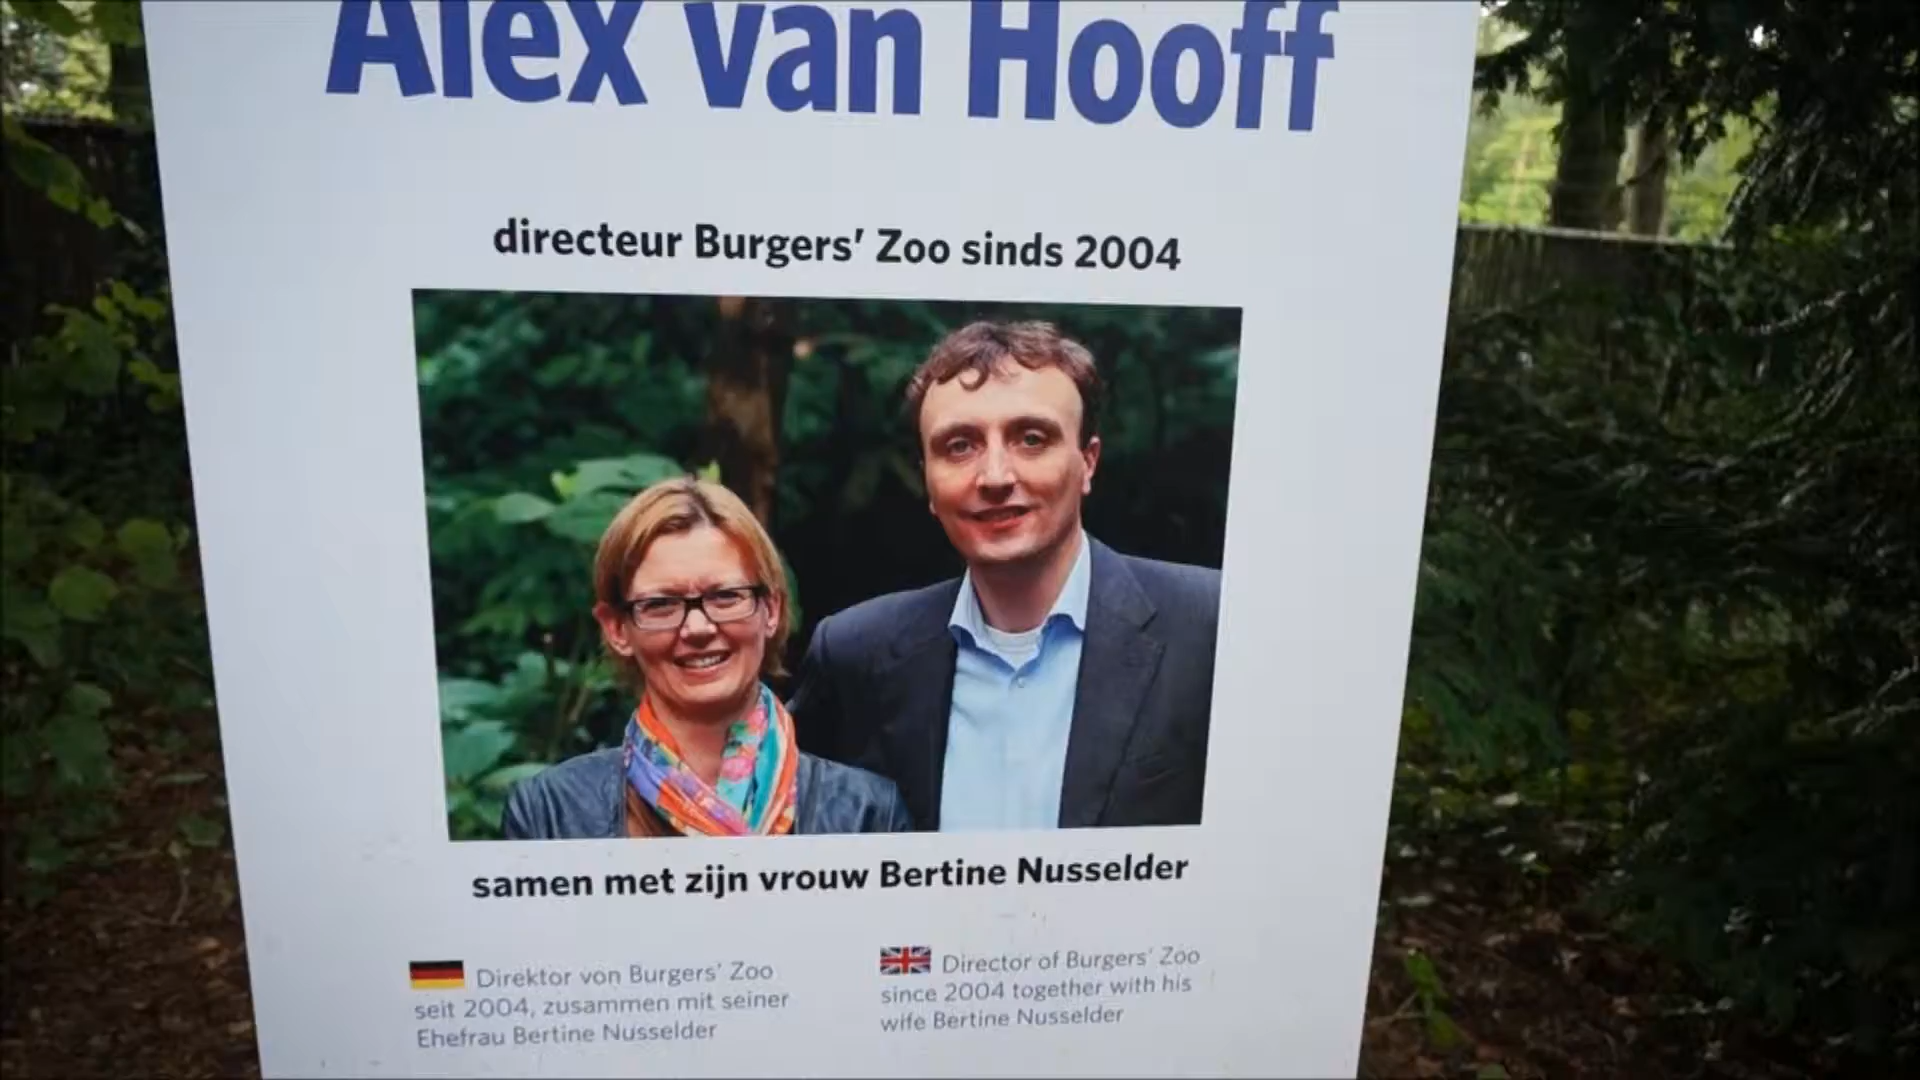 Alex van Hooff
directeur Burgers' Zoo sinds 2004
samen met zijn vrouw Bertine Nusselder
Direktor von Burgers' Zoo
seit 2004, zusammen mit seiner
Ehefrau Bertine Nusselder
Director of Burgers' Zoo
since 2004 together with his
wife Bertine Nusselder